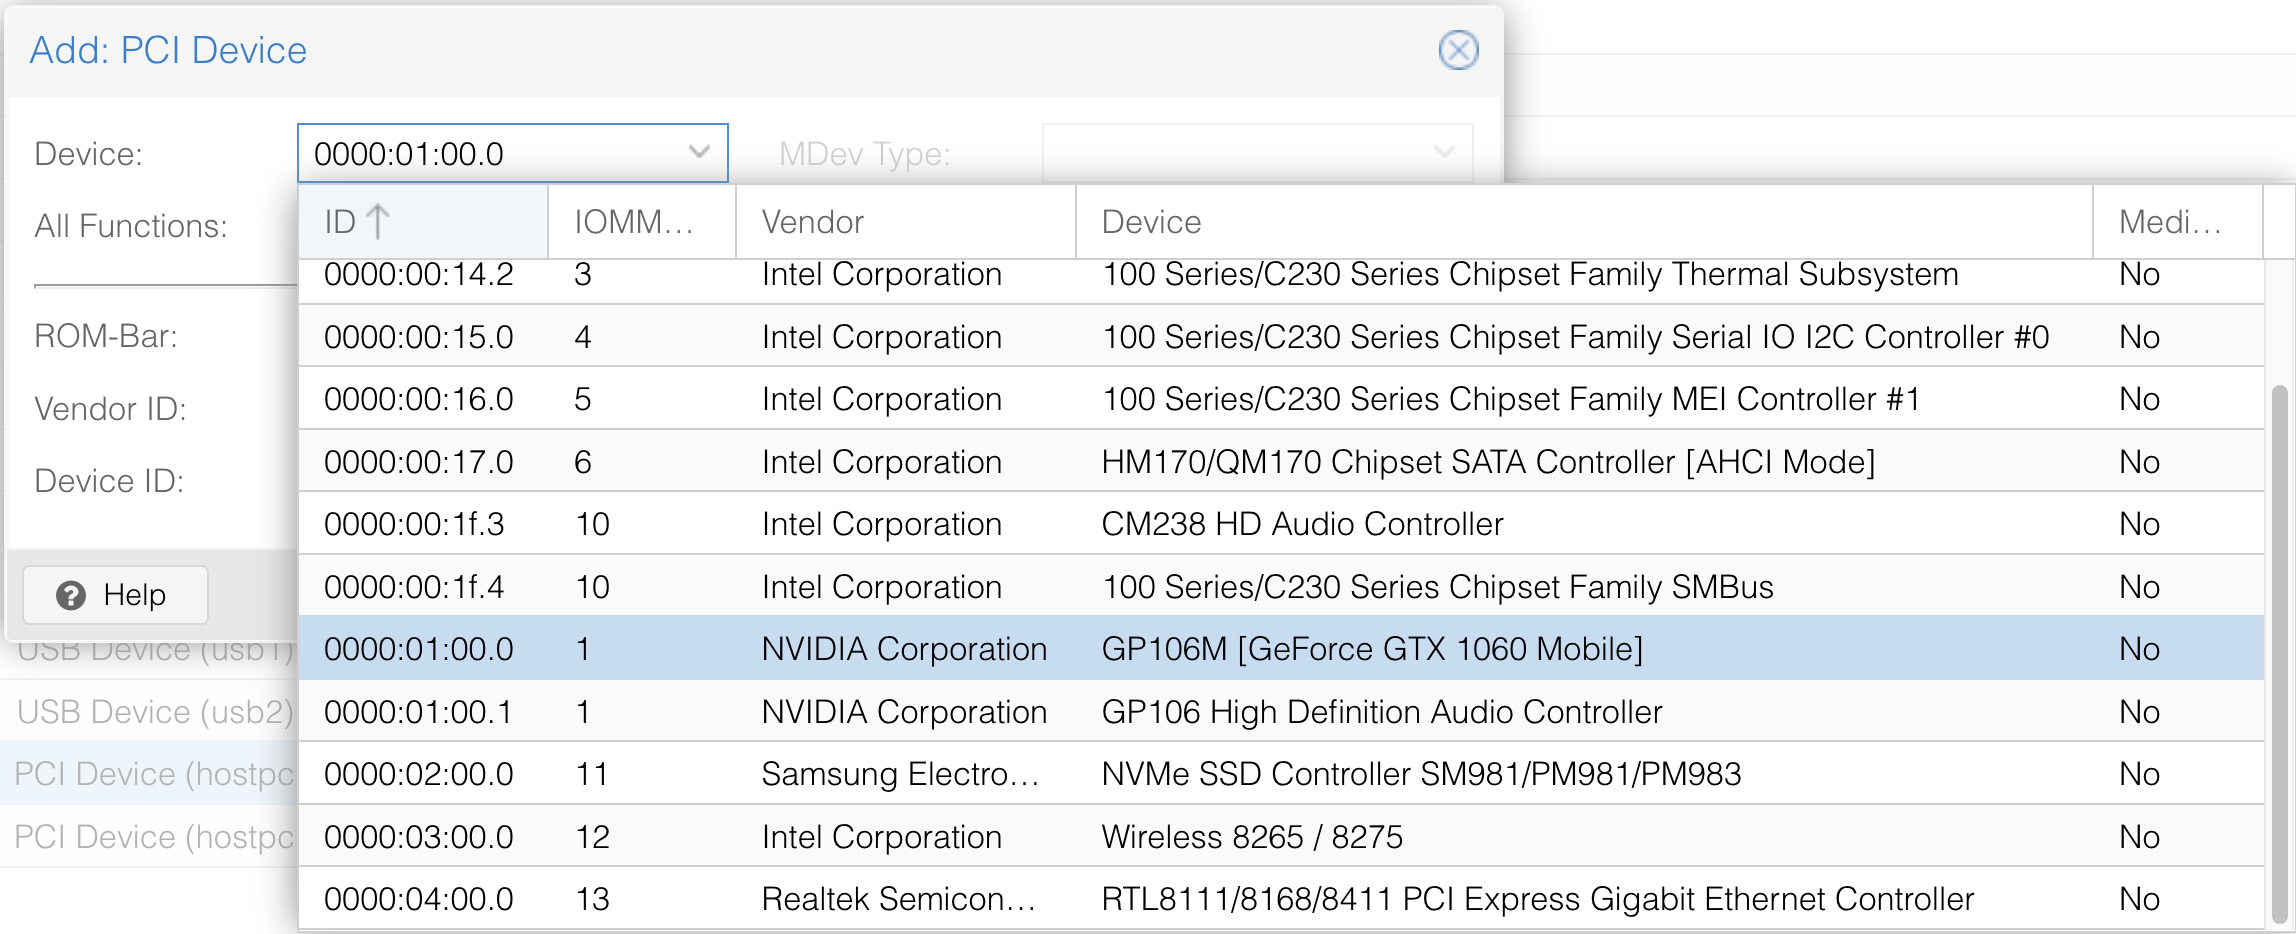 Add: PCI Device
Device: 0000:01:00.0 MDev Type:
All Functions:
ROM-Bar:
Vendor ID:
Device ID:
Help
ID IOMM... Vendor Device Medi...
0000:00:14.2 3 Intel Corporation 100 Series/C230 Series Chipset Family Thermal Subsystem No
0000:00:15.0 4 Intel Corporation 100 Series/C230 Series Chipset Family Serial IO I2C Controller #0 No
0000:00:16.0 5 Intel Corporation 100 Series/C230 Series Chipset Family MEI Controller #1 No
0000:00:17.0 6 Intel Corporation HM170/QM170 Chipset SATA Controller [AHCI Mode] No
0000:00:1f.3 10 Intel Corporation CM238 HD Audio Controller No
0000:00:1f.4 10 Intel Corporation 100 Series/C230 Series Chipset Family SMBus No
0000:01:00.0 1 NVIDIA Corporation GP106M [GeForce GTX 1060 Mobile] No
0000:01:00.1 1 NVIDIA Corporation GP106 High Definition Audio Controller No
0000:02:00.0 11 Samsung Electro... NVMe SSD Controller SM981/PM981/PM983 No
0000:03:00.0 12 Intel Corporation Wireless 8265 / 8275 No
0000:04:00.0 13 Realtek Semicon... RTL8111/8168/8411 PCI Express Gigabit Ethernet Controller No
USB Device (usb1)
USB Device (usb2)
PCI Device (hostpc
PCI Device (hostpc